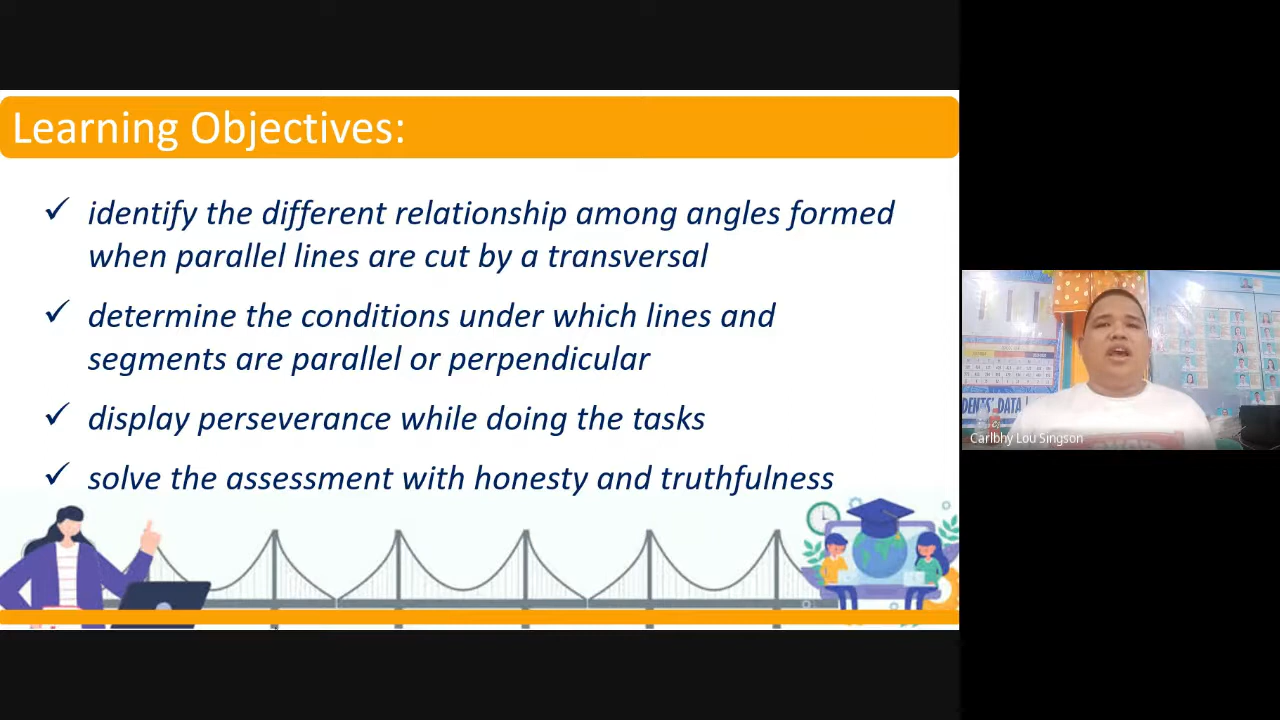 Learning Objectives:
✓ identify the different relationship among angles formed
when parallel lines are cut by a transversal
✓ determine the conditions under which lines and
segments are parallel or perpendicular
✓ display perseverance while doing the tasks
✓ solve the assessment with honesty and truthfulness
DENTS' DATA
Carlbhy Lou Singson